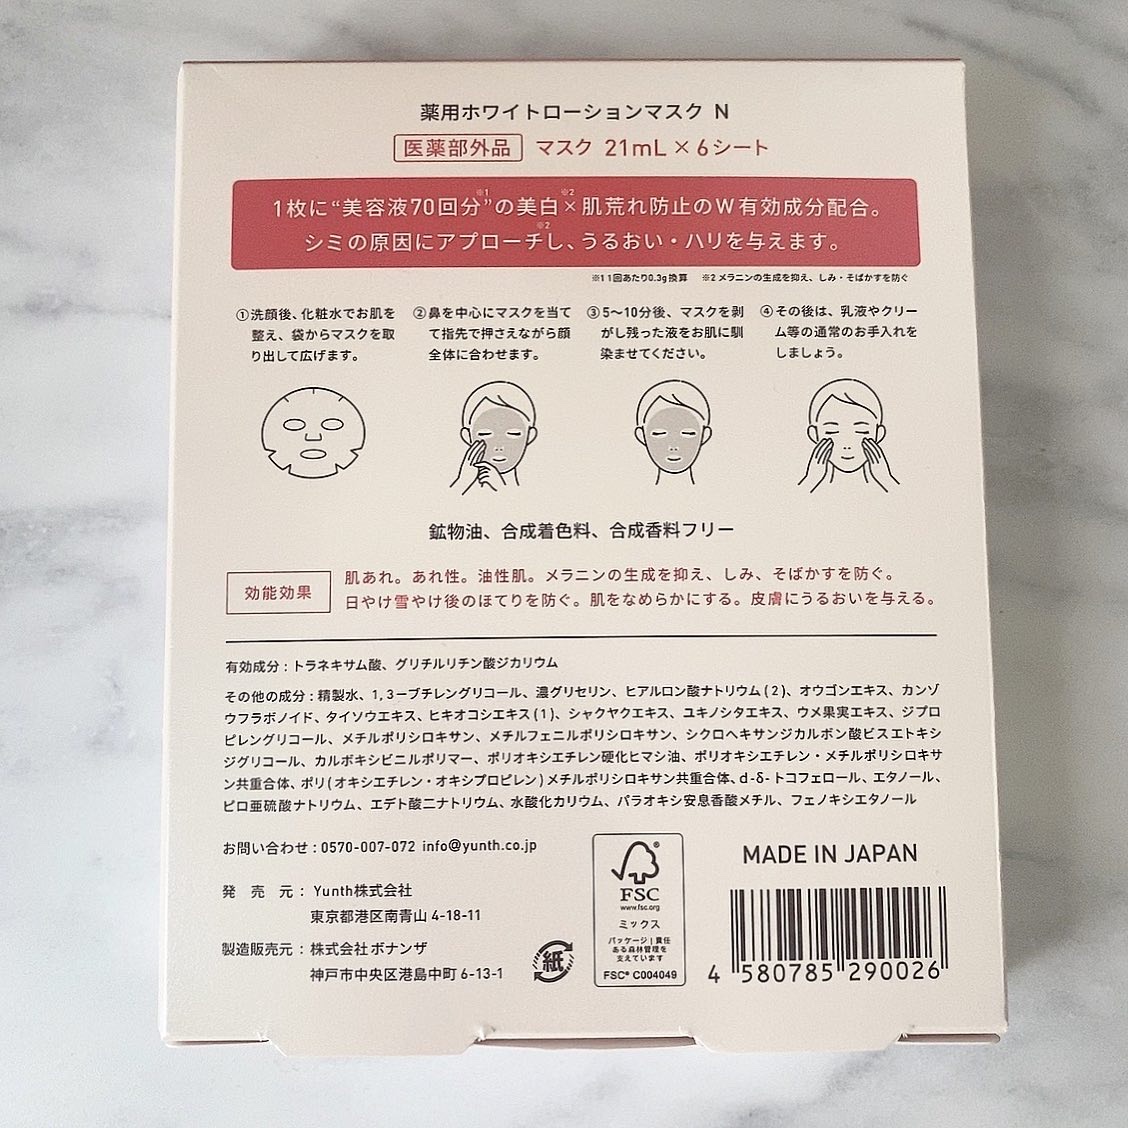 薬用ホワイトローションマスク N
医薬部外品 マスク 21mL×6シート
1枚に“美容液70回分”※1の美白※2×肌荒れ防止のW有効成分配合。
シミの原因にアプローチ※2し、うるおい・ハリを与えます。
※1 1回あたり0.3g換算 ※2 メラニンの生成を抑え、しみ・そばかすを防ぐ
①洗顔後、化粧水でお肌を
整え、袋からマスクを取
り出して広げます。
②鼻を中心にマスクを当て
て指先で押さえながら顔
全体に合わせます。
③5〜10分後、マスクを剥
がし残った液をお肌に馴
染ませてください。
④その後は、乳液やクリー
ム等の通常のお手入れを
しましょう。
鉱物油、合成着色料、合成香料フリー
効能効果
肌あれ。あれ性。油性肌。メラニンの生成を抑え、しみ、そばかすを防ぐ。
日やけ雪やけ後のほてりを防ぐ。肌をなめらかにする。皮膚にうるおいを与える。
有効成分：トラネキサム酸、グリチルリチン酸ジカリウム
その他の成分：精製水、1,3ーブチレングリコール、濃グリセリン、ヒアルロン酸ナトリウム(2)、オウゴンエキス、カンゾ
ウフラボノイド、タイソウエキス、ヒキオコシエキス(1)、シャクヤクエキス、ユキノシタエキス、ウメ果実エキス、ジプロ
ピレングリコール、メチルポリシロキサン、メチルフェニルポリシロキサン、シクロヘキサンジカルボン酸ビスエトキシ
ジグリコール、カルボキシビニルポリマー、ポリオキシエチレン硬化ヒマシ油、ポリオキシエチレン・メチルポリシロキサ
ン共重合体、ポリ(オキシエチレン・オキシプロピレン)メチルポリシロキサン共重合体、d-δ-トコフェロール、エタノール、
ピロ亜硫酸ナトリウム、エデト酸二ナトリウム、水酸化カリウム、パラオキシ安息香酸メチル、フェノキシエタノール
お問い合わせ：0570-007-072 info@yunth.co.jp
発売元：Yunth株式会社
東京都港区南青山 4-18-11
製造販売元：株式会社ボナンザ
神戸市中央区港島中町 6-13-1
紙
FSC
www.fsc.org
ミックス
パッケージ | 責任
ある森林管理を
支えています
FSC® C004049
MADE IN JAPAN
4 580785 290026